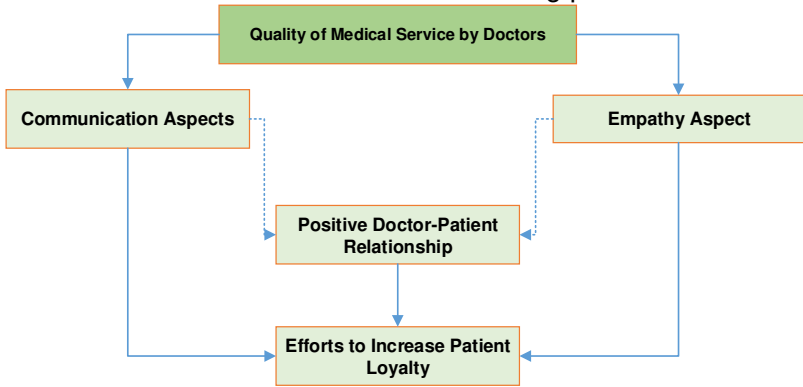 Quality of Medical Service by Doctors
Communication Aspects
Empathy Aspect
Positive Doctor-Patient
Relationship
Efforts to Increase Patient
Loyalty